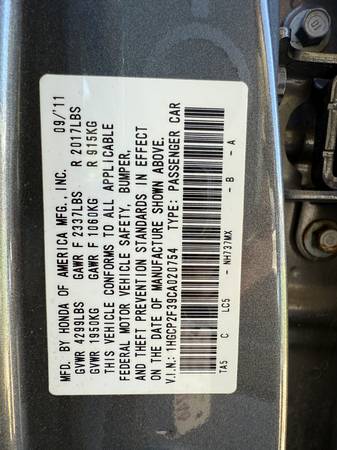 MFD. BY HONDA OF AMERICA MFG., INC. 09/'11
GVWR 4299LBS GAWR F 2337LBS R 2017LBS
GVWR 1950KG GAWR F 1060KG R 915KG
THIS VEHICLE CONFORMS TO ALL APPLICABLE
FEDERAL MOTOR VEHICLE SAFETY, BUMPER,
AND THEFT PREVENTION STANDARDS IN EFFECT
ON THE DATE OF MANUFACTURE SHOWN ABOVE.
V.I.N.: 1HGCP2F39CA020754 TYPE: PASSENGER CAR
NH737MX - B - A
TA5 C LC5